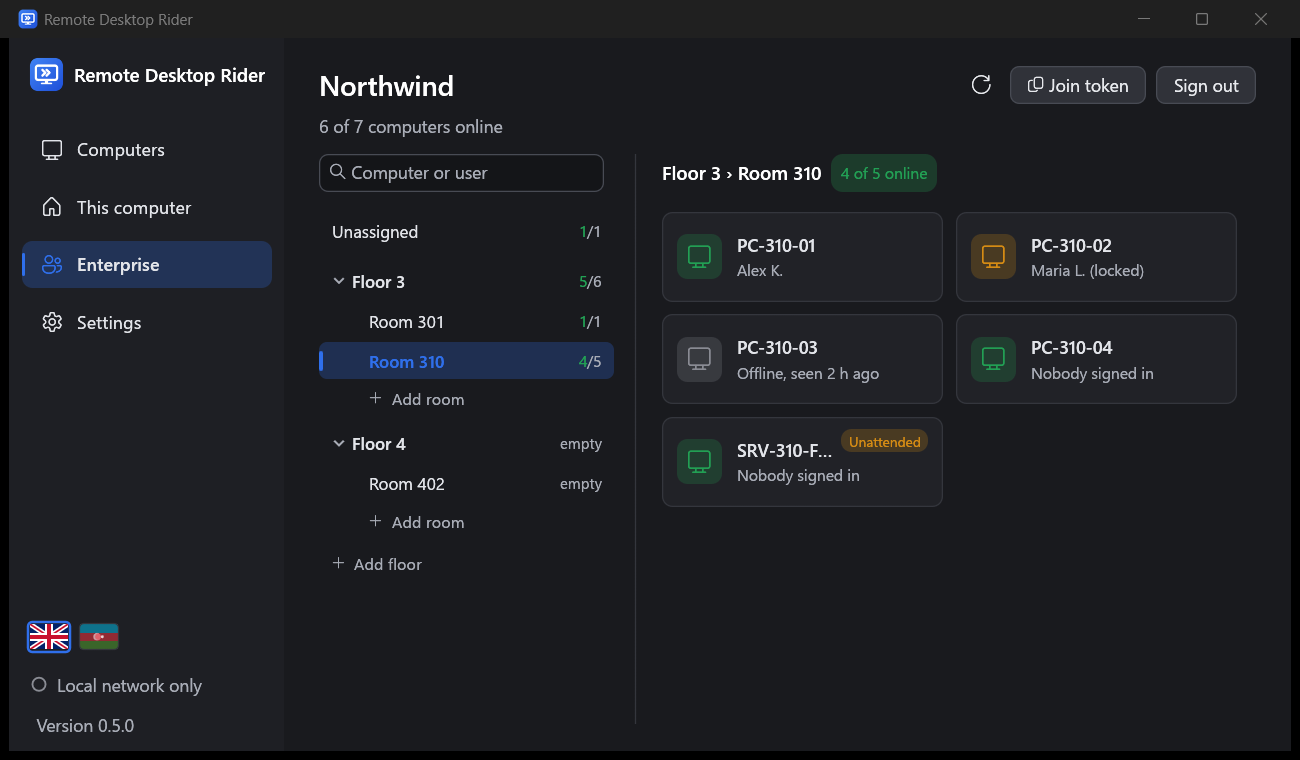 Remote Desktop Rider
Remote Desktop Rider
Computers
This computer
Enterprise
Settings
Local network only
Version 0.5.0
Northwind
6 of 7 computers online
Join token
Sign out
Computer or user
Unassigned 1/1
Floor 3 5/6
Room 301 1/1
Room 310 4/5
+ Add room
Floor 4 empty
Room 402 empty
+ Add room
+ Add floor
Floor 3 › Room 310 4 of 5 online
PC-310-01
Alex K.
PC-310-02
Maria L. (locked)
PC-310-03
Offline, seen 2 h ago
PC-310-04
Nobody signed in
SRV-310-F... Unattended
Nobody signed in